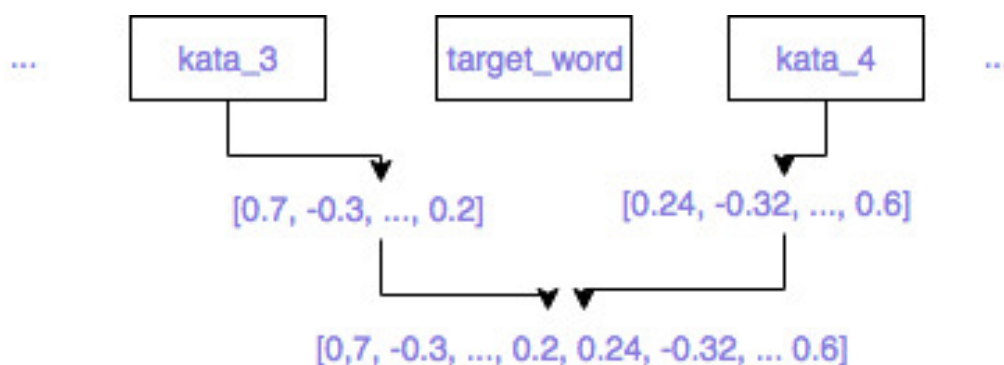 ... kata_3 target_word kata_4 ...
[0.7, -0.3, ..., 0.2] [0.24, -0.32, ..., 0.6]
[0,7, -0.3, ..., 0.2, 0.24, -0.32, ... 0.6]